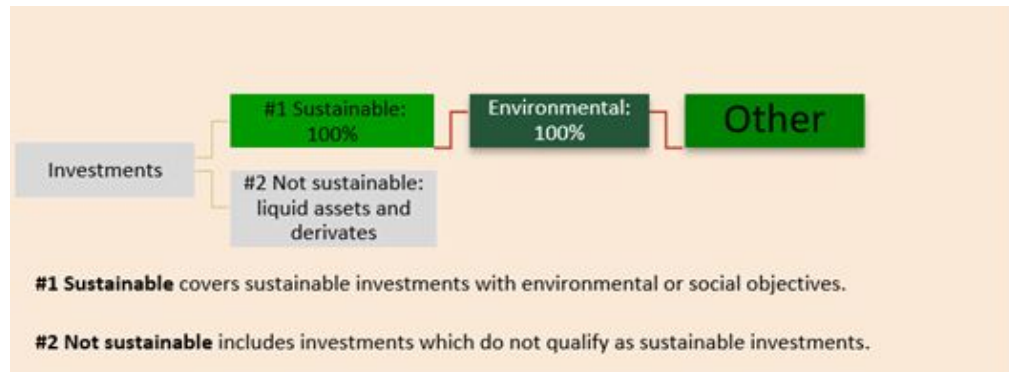 #1 Sustainable:
100%
Environmental:
100%
Other
Investments
#2 Not sustainable:
liquid assets and
derivates
#1 Sustainable covers sustainable investments with environmental or social objectives.
#2 Not sustainable includes investments which do not qualify as sustainable investments.